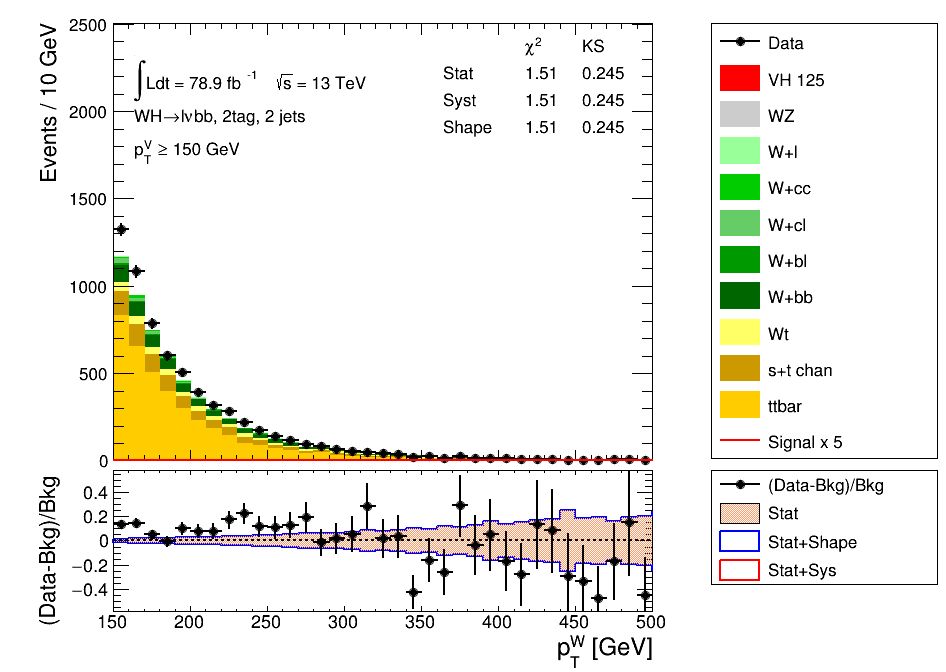 2500
2000
1500
1000
500
0
Events / 10 GeV
∫Ldt = 78.9 fb⁻¹ √s = 13 TeV
WH→lνbb, 2tag, 2 jets
p_T^V ≥ 150 GeV
χ² KS
Stat 1.51 0.245
Syst 1.51 0.245
Shape 1.51 0.245
Data
VH 125
WZ
W+l
W+cc
W+cl
W+bl
W+bb
Wt
s+t chan
ttbar
Signal x 5
(Data-Bkg)/Bkg
0.4
0.2
0
−0.2
−0.4
150 200 250 300 350 400 450 500
p_T^W [GeV]
(Data-Bkg)/Bkg
Stat
Stat+Shape
Stat+Sys